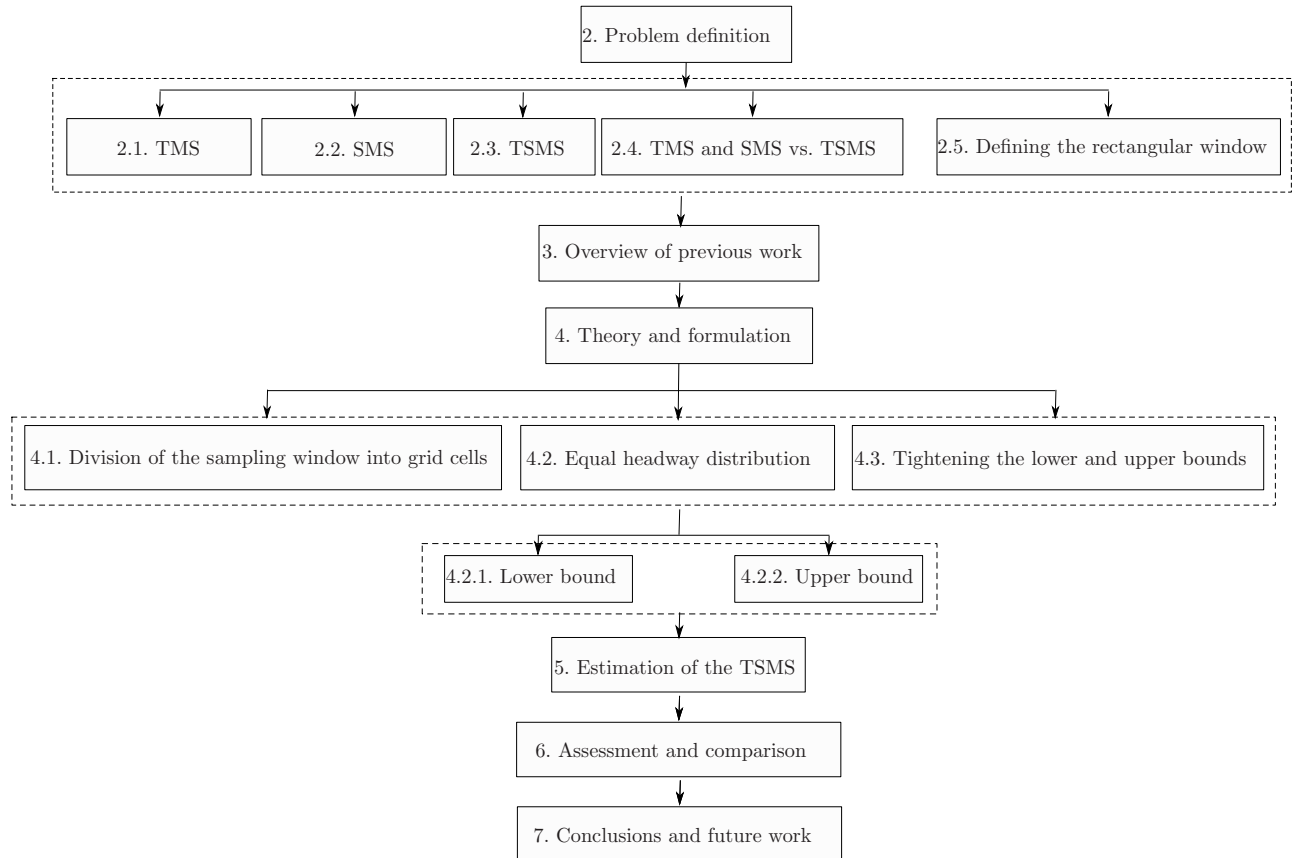 2. Problem definition
2.1. TMS
2.2. SMS
2.3. TSMS
2.4. TMS and SMS vs. TSMS
2.5. Defining the rectangular window
3. Overview of previous work
4. Theory and formulation
4.1. Division of the sampling window into grid cells
4.2. Equal headway distribution
4.3. Tightening the lower and upper bounds
4.2.1. Lower bound
4.2.2. Upper bound
5. Estimation of the TSMS
6. Assessment and comparison
7. Conclusions and future work